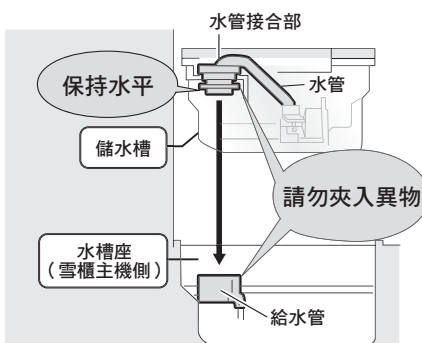 水管接合部
保持水平
水管
儲水槽
請勿夾入異物
水槽座
（雪櫃主機側）
給水管